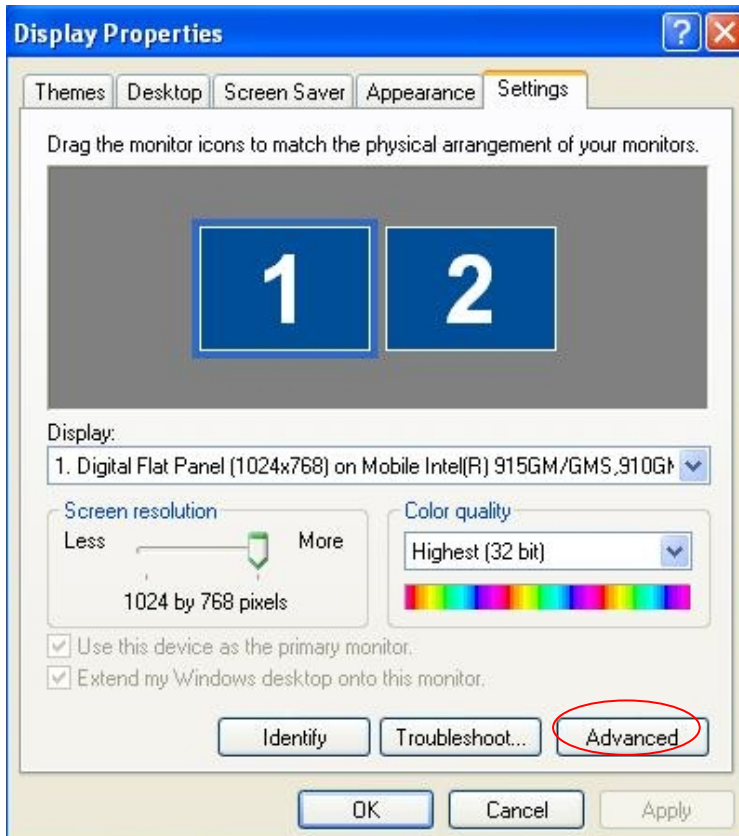 Display Properties
Themes Desktop Screen Saver Appearance Settings
Drag the monitor icons to match the physical arrangement of your monitors.
1 2
Display:
1. Digital Flat Panel (1024x768) on Mobile Intel(R) 915GM/GMS,910GM
Screen resolution
Less More
1024 by 768 pixels
Color quality
Highest (32 bit)
Use this device as the primary monitor.
Extend my Windows desktop onto this monitor.
Identify Troubleshoot... Advanced
OK Cancel Apply